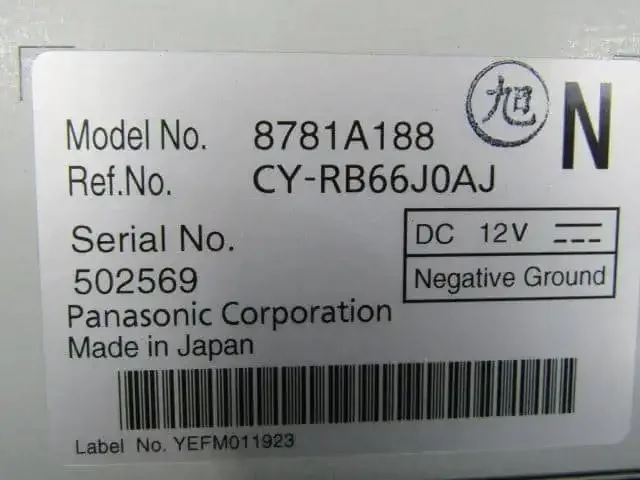 旭 N
Model No. 8781A188
Ref.No. CY-RB66J0AJ
Serial No.
502569
DC 12V
Negative Ground
Panasonic Corporation
Made in Japan
Label No. YEFM011923